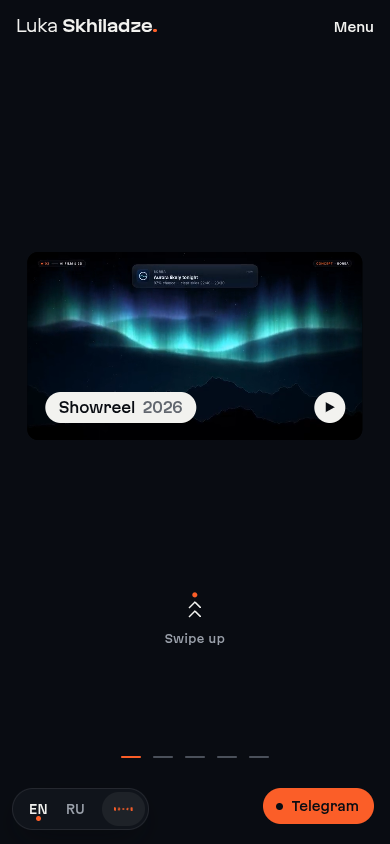 Luka Skhiladze.
Menu
Aurora likely tonight
Showreel 2026
Swipe up
EN
RU
Telegram